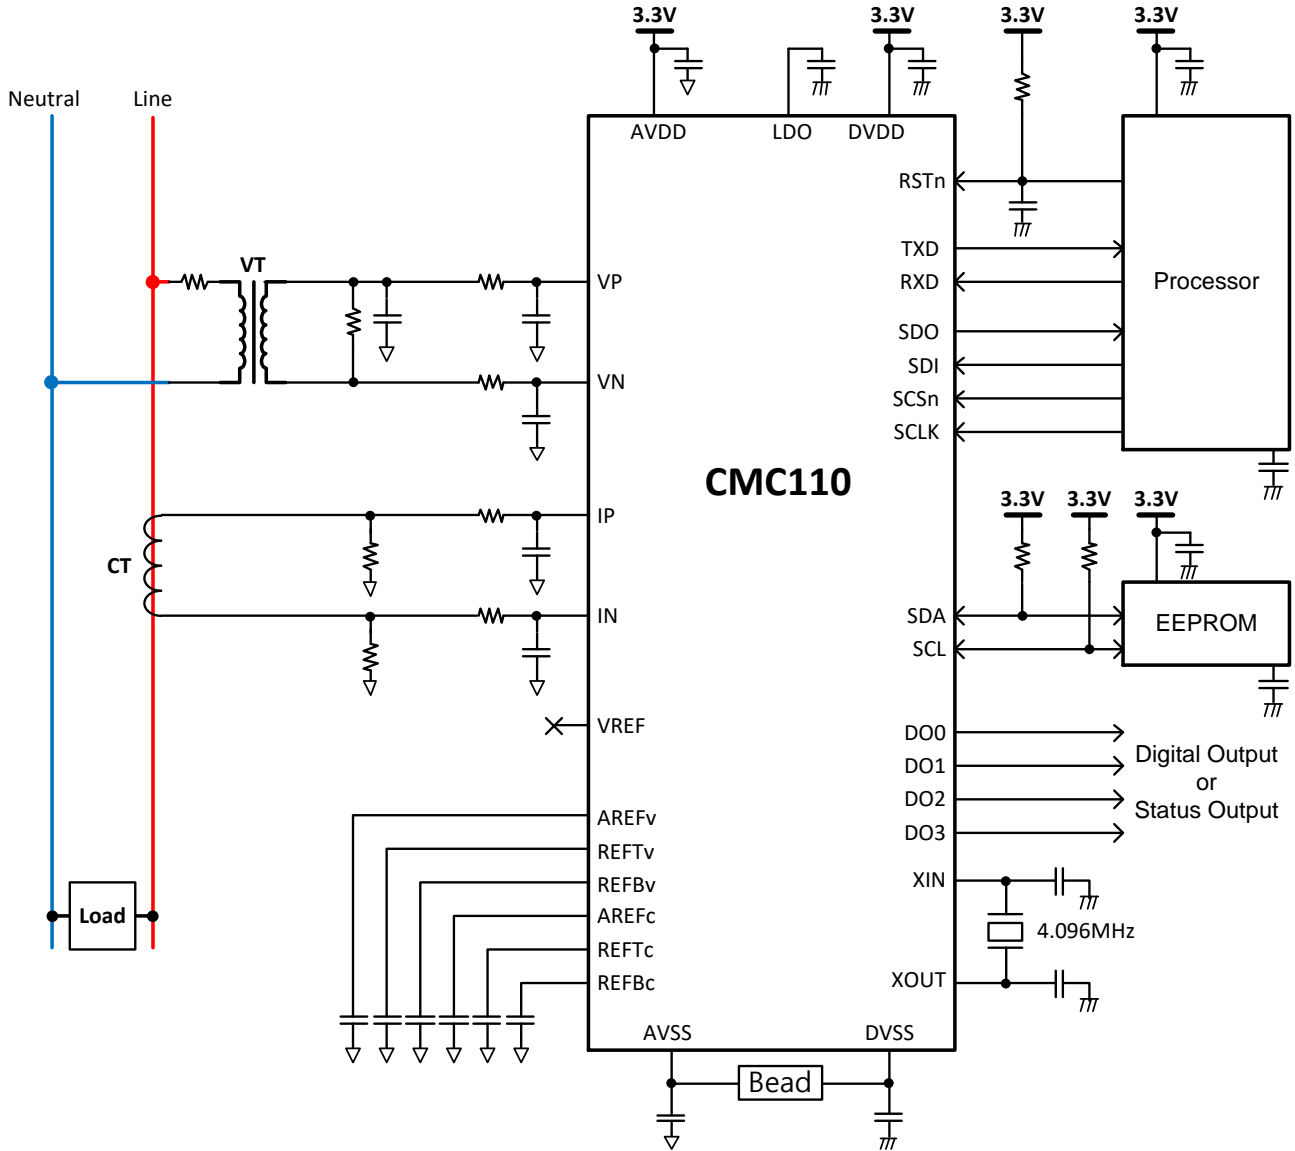 3.3V
3.3V
3.3V
3.3V
Neutral
Line
AVDD
LDO
DVDD
RSTn
TXD
RXD
SDO
SDI
SCSn
SCLK
Processor
VT
VP
VN
CMC110
3.3V
3.3V
3.3V
CT
IP
IN
SDA
SCL
EEPROM
VREF
DO0
DO1
DO2
DO3
Digital Output
or
Status Output
AREFv
REFTv
REFBv
AREFc
REFTc
REFBc
XIN
4.096MHz
XOUT
Load
AVSS
DVSS
Bead